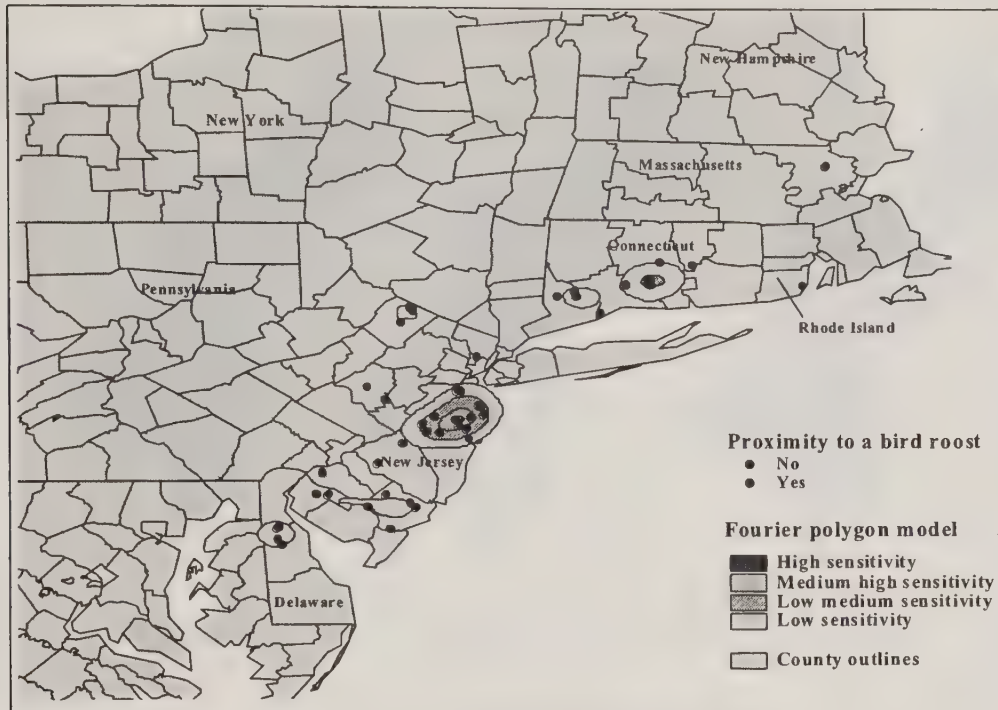 New Hampshire
New York
Massachusetts
Connecticut
Pennsylvania
Rhode Island
Proximity to a bird roost
No
Yes
New Jersey
Fourier polygon model
High sensitivity
Medium high sensitivity
Low medium sensitivity
Low sensitivity
Delaware
County outlines